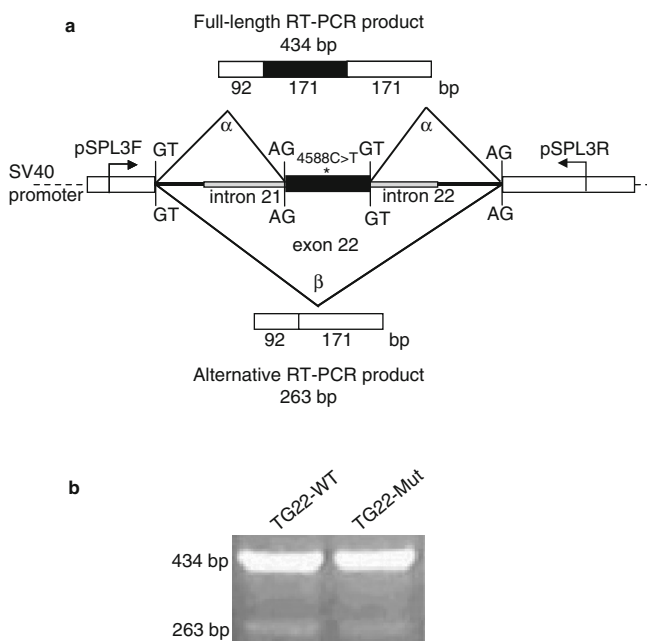 a
Full-length RT-PCR product
434 bp
92 171 171 bp
α α
pSPL3F GT AG 4588C>T GT AG pSPL3R
*
SV40
promoter
intron 21 intron 22
GT AG GT AG
exon 22
β
92 171 bp
Alternative RT-PCR product
263 bp
b
TG22-WT TG22-Mut
434 bp
263 bp